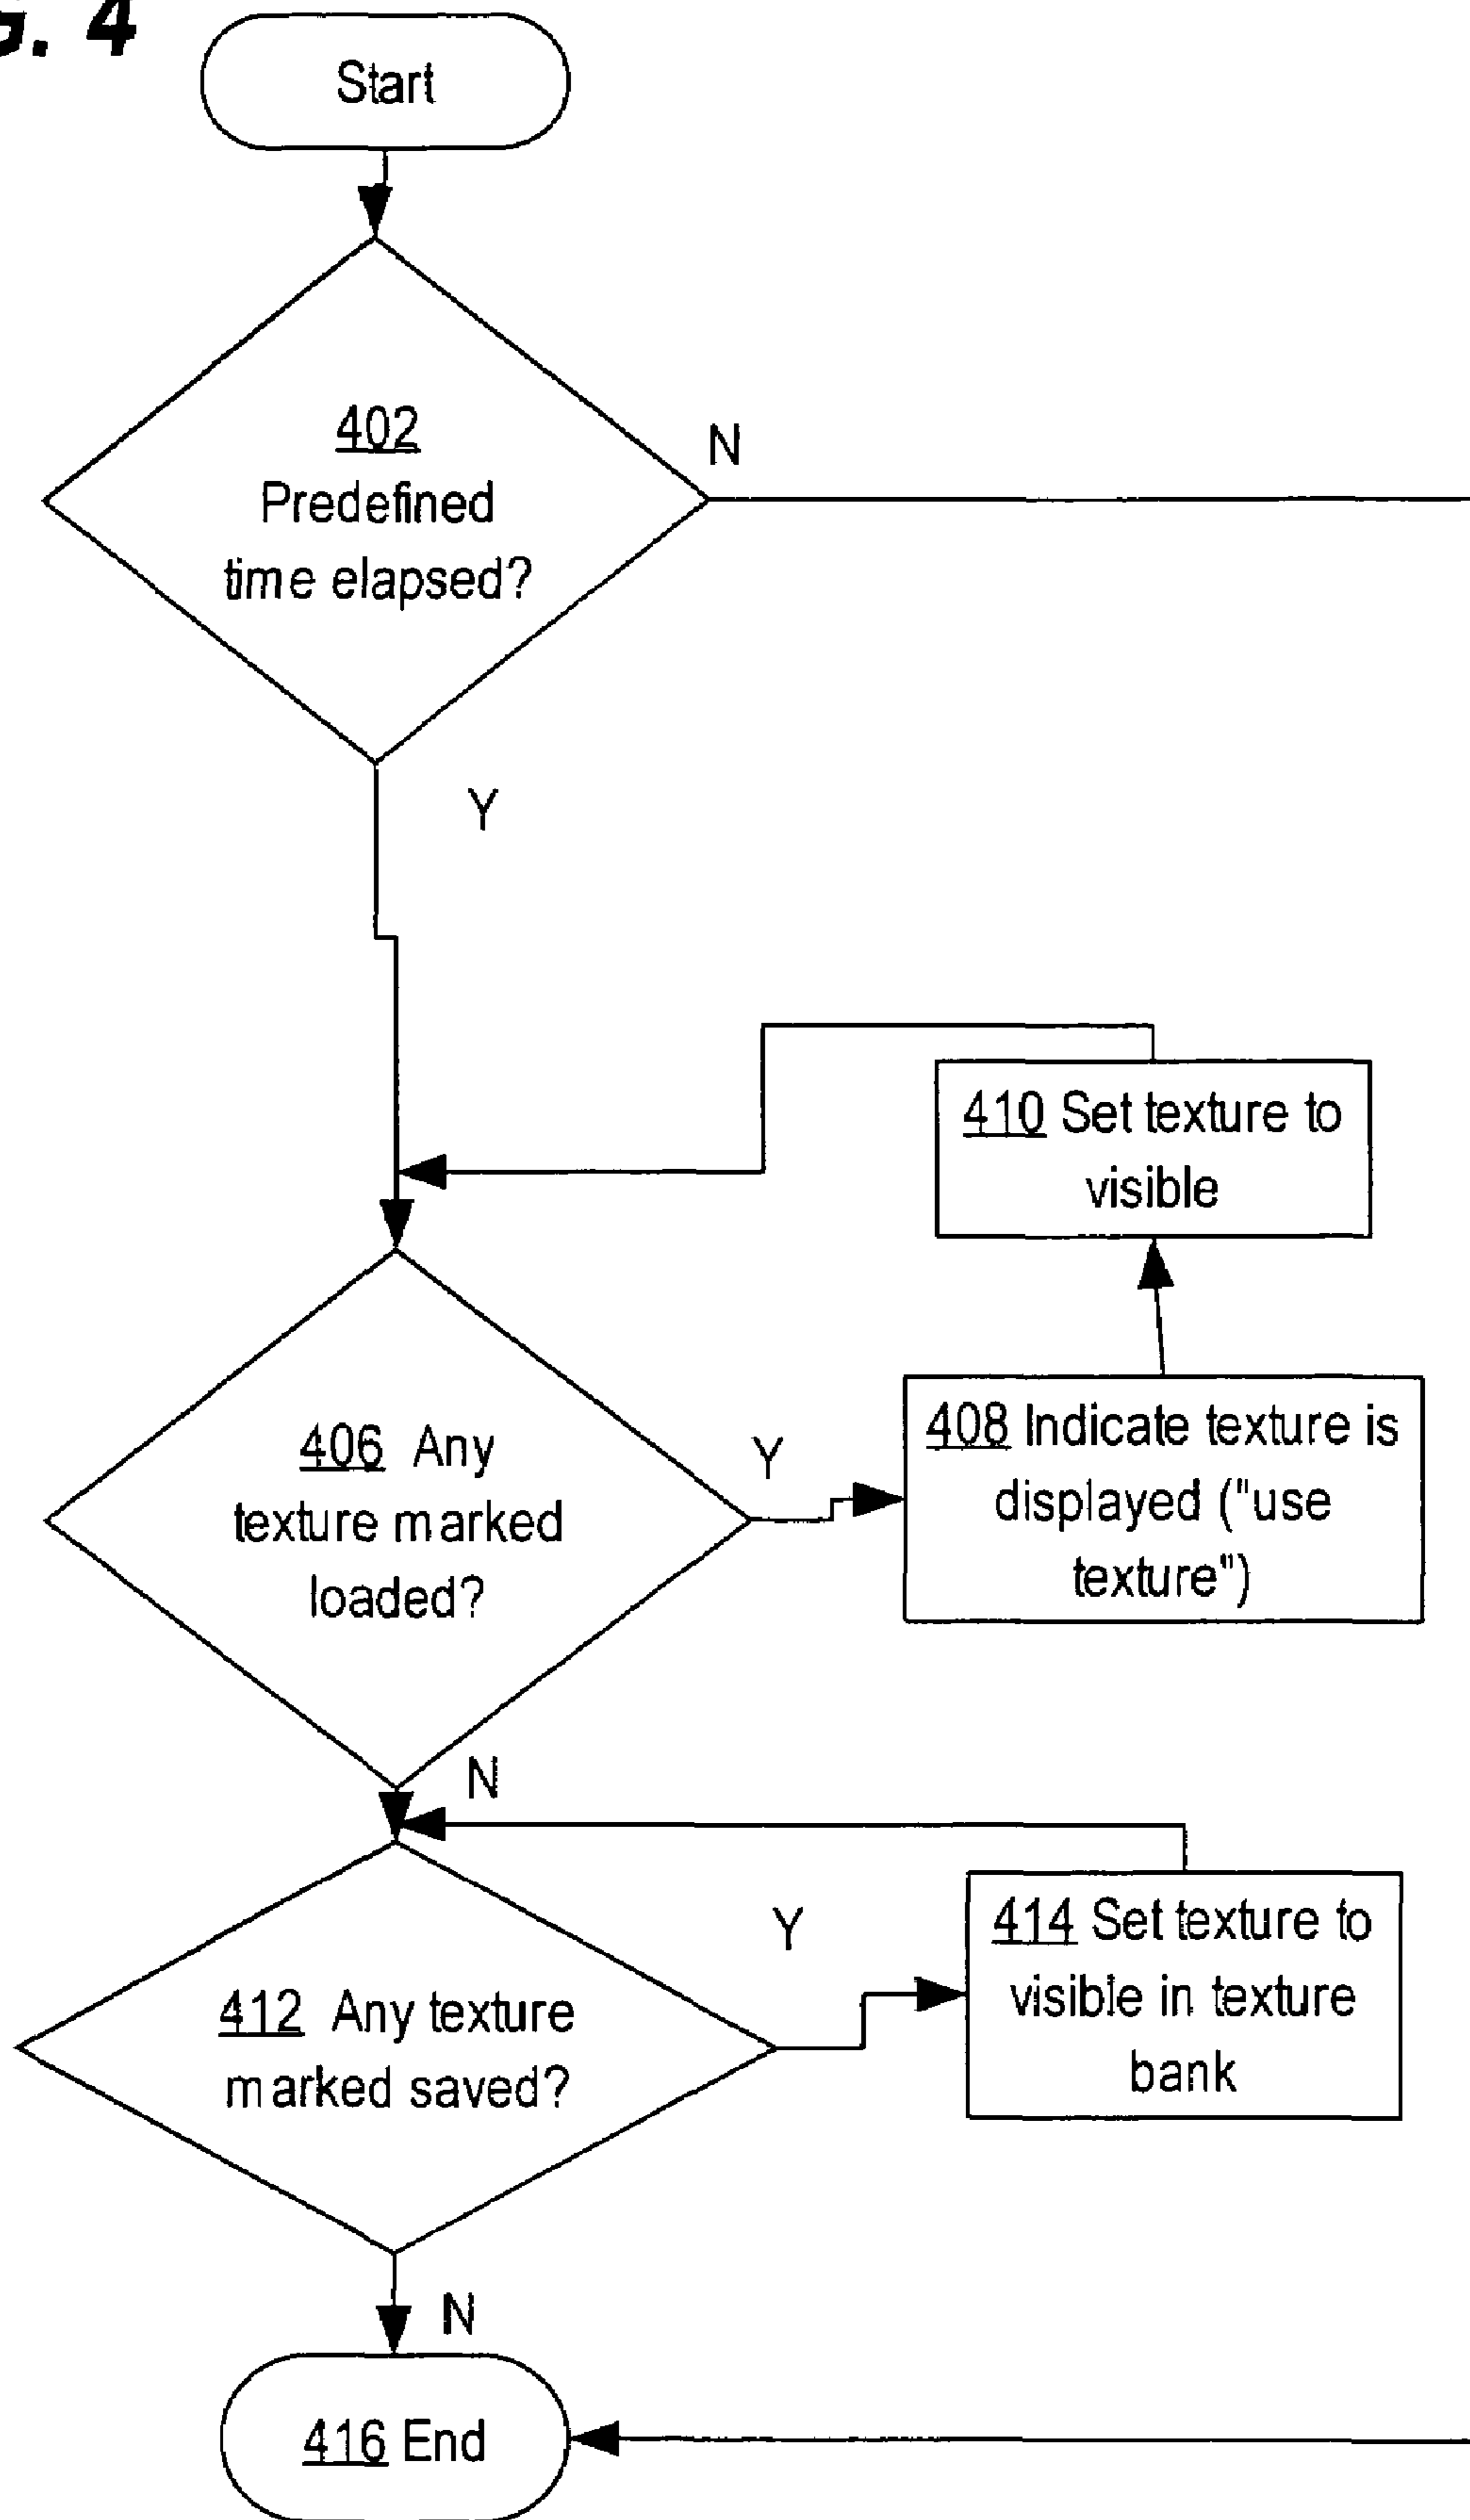 . 4
Start
402
Predefined
time elapsed?
N
Y
410 Set texture to
visible
406 Any
texture marked
loaded?
Y
408 Indicate texture is
displayed ("use
texture")
N
412 Any texture
marked saved?
Y
414 Set texture to
visible in texture
bank
N
416 End